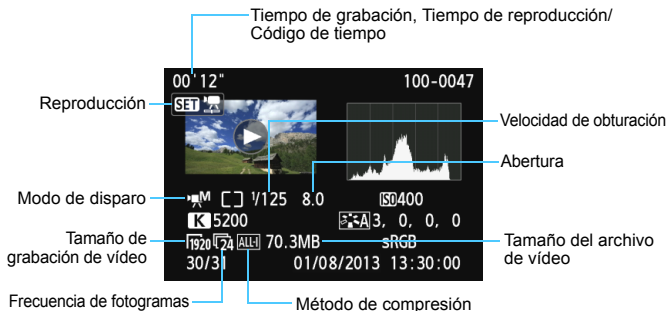 Tiempo de grabación, Tiempo de reproducción/
Código de tiempo
00'12"
100-0047
Reproducción
SET
Velocidad de obturación
Abertura
Modo de disparo
M
1/125
8.0
ISO400
K 5200
A 3, 0, 0, 0
Tamaño de
grabación de vídeo
1920
24
ALL-I
70.3MB
sRGB
Tamaño del archivo
de vídeo
30/31
01/08/2013 13:30:00
Frecuencia de fotogramas
Método de compresión